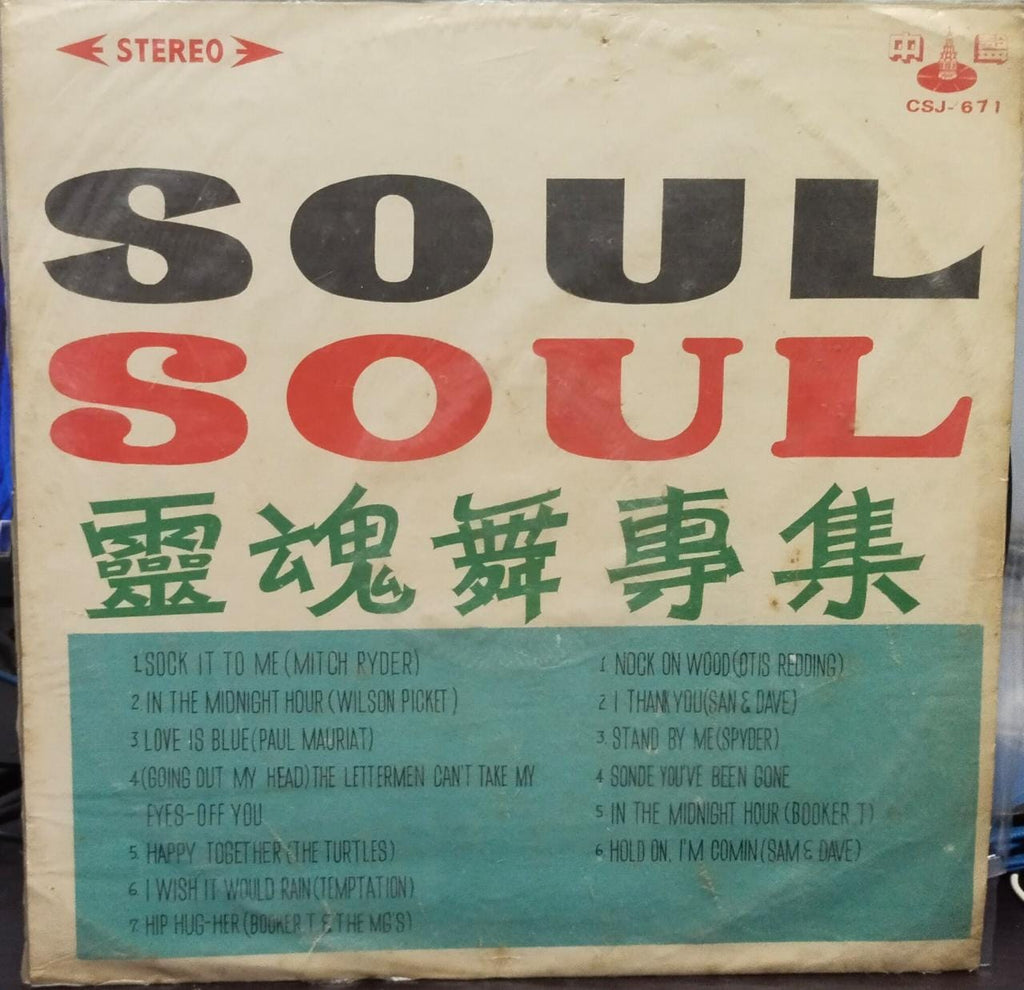 STEREO
中聲
CSJ-671
SOUL
SOUL
靈魂舞專集
1. SOCK IT TO ME (MITCH RYDER)
2. IN THE MIDNIGHT HOUR (WILSON PICKET)
3. LOVE IS BLUE (PAUL MAURIAT)
4. (GOING OUT MY HEAD) THE LETTERMEN CAN'T TAKE MY
EYES-OFF YOU
5. HAPPY TOGETHER (THE TURTLES)
6. I WISH IT WOULD RAIN (TEMPTATION)
7. HIP HUG-HER (BOOKER T. & THE MG'S)
1. NOCK ON WOOD (OTIS REDDING)
2. I THANK YOU (SAN & DAVE)
3. STAND BY ME (SPYDER)
4. SONDE YOU'VE BEEN GONE
5. IN THE MIDNIGHT HOUR (BOOKER T)
6. HOLD ON, I'M COMIN (SAM & DAVE)